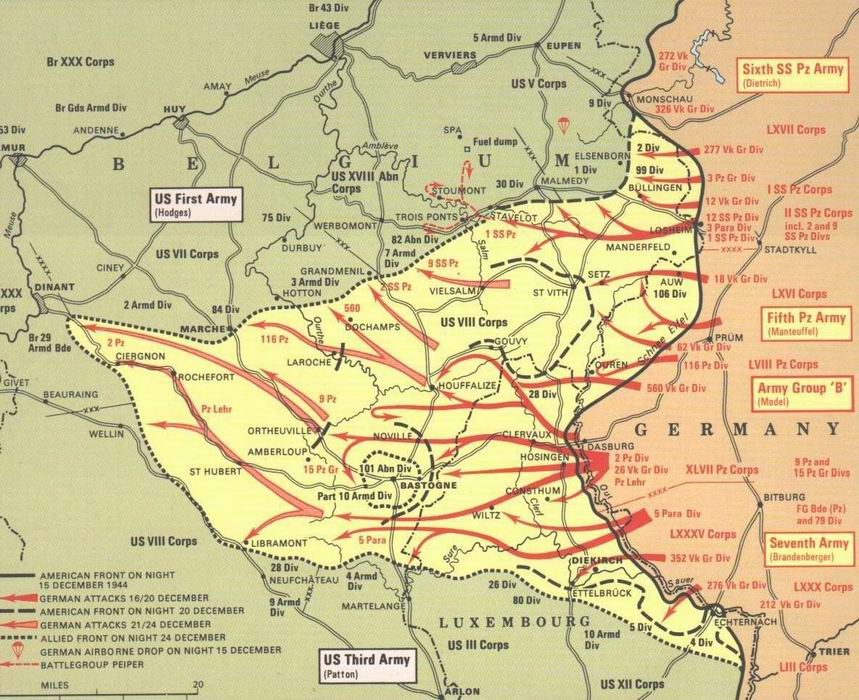 Br 43 Div
LIÈGE
5 Armd Div
EUPEN
VERVIERS
272 Vk
Gr Div
Sixth SS Pz Army
(Dietrich)
Br XXX Corps
AMAY
Meuse
Ourthe
US V Corps
xxx
9 Div
MONSCHAU
326 Vk Gr Div
Br Gds Armd Div
HUY
ANDENNE
53 Div
MUR
SPA
Fuel dump
xxx
LXVII Corps
Amblève
BELGIUM
ELSENBORN
1 Div
2 Div
99 Div
277 Vk Gr Div
3 Pz Gr Div
US XVIII Abn
Corps
STOUMONT
30 Div
MALMEDY
BÜLLINGEN
I SS Pz Corps
12 Vk Gr Div
US First Army
(Hodges)
75 Div
WERBOMONT
TROIS PONTS
STAVELOT
1 SS Pz
LOSHEIM
12 SS Pz Div
3 Para Div
1 SS Pz Div
II SS Pz Corps
incl. 2 and 9
SS Pz Divs
Meuse
xxxx
xxx
82 Abn Div
7 Armd
Div
Salm
MANDERFELD
xxxx
STADTKYLL
US VII Corps
DURBUY
CINEY
GRANDMENIL
3 Armd Div
HOTTON
9 SS Pz
2 SS Pz
VIELSALM
ST VITH
SETZ
AUW
106 Div
18 Vk Gr Div
LXVI Corps
DINANT
XXX
rps
2 Armd Div
84 Div
MARCHE
560
DOCHAMPS
US VIII Corps
Fifth Pz Army
(Manteuffel)
Br 29
Armd Bde
2 Pz
CIERGNON
116 Pz
Ourthe
LAROCHE
GOUVY
OUREN
Schnee Eifel
PRÜM
62 Vk Gr Div
116 Pz Div
LVIII Pz Corps
GIVET
BEAURAING
xxx
ROCHEFORT
Pz Lehr
9 Pz
HOUFFALIZE
28 Div
560 Vk Gr Div
Army Group 'B'
(Model)
WELLIN
ORTHEUVILLE
AMBERLOUP
NOVILLE
CLERVAUX
DASBURG
GERMANY
ST HUBERT
15 Pz Gr
101 Abn Div
BASTOGNE
HOSINGEN
2 Pz Div
26 Vk Gr Div
Pz Lehr
XLVII Pz Corps
9 Pz and
15 Pz Gr Divs
Part 10 Armd Div
CONSTHUM
Our
xxxx
BITBURG
FG Bde (Pz)
and 79 Div
WILTZ
Clerf
5 Para Div
LXXXV Corps
US VIII Corps
LIBRAMONT
5 Para
Sure
DIEKIRCH
352 Vk Gr Div
Seventh Army
(Brandenberger)
28 Div
NEUFCHÂTEAU
xxx
9 Armd
Div
4 Armd
Div
MARTELANGE
26 Div
80 Div
ETTELBRÜCK
Sauer
276 Vk Gr Div
LXXX Corps
212 Vk Gr Div
ECHTERNACH
LUXEMBOURG
US III Corps
10 Armd
Div
5 Div
4 Div
TRIER
US Third Army
(Patton)
ARLON
US XII Corps
LIII Corps
AMERICAN FRONT ON NIGHT
15 DECEMBER 1944
GERMAN ATTACKS 16/20 DECEMBER
AMERICAN FRONT ON NIGHT 20 DECEMBER
GERMAN ATTACKS 21/24 DECEMBER
ALLIED FRONT ON NIGHT 24 DECEMBER
GERMAN AIRBORNE DROP ON NIGHT 15 DECEMBER
BATTLEGROUP PEIPER
MILES 20